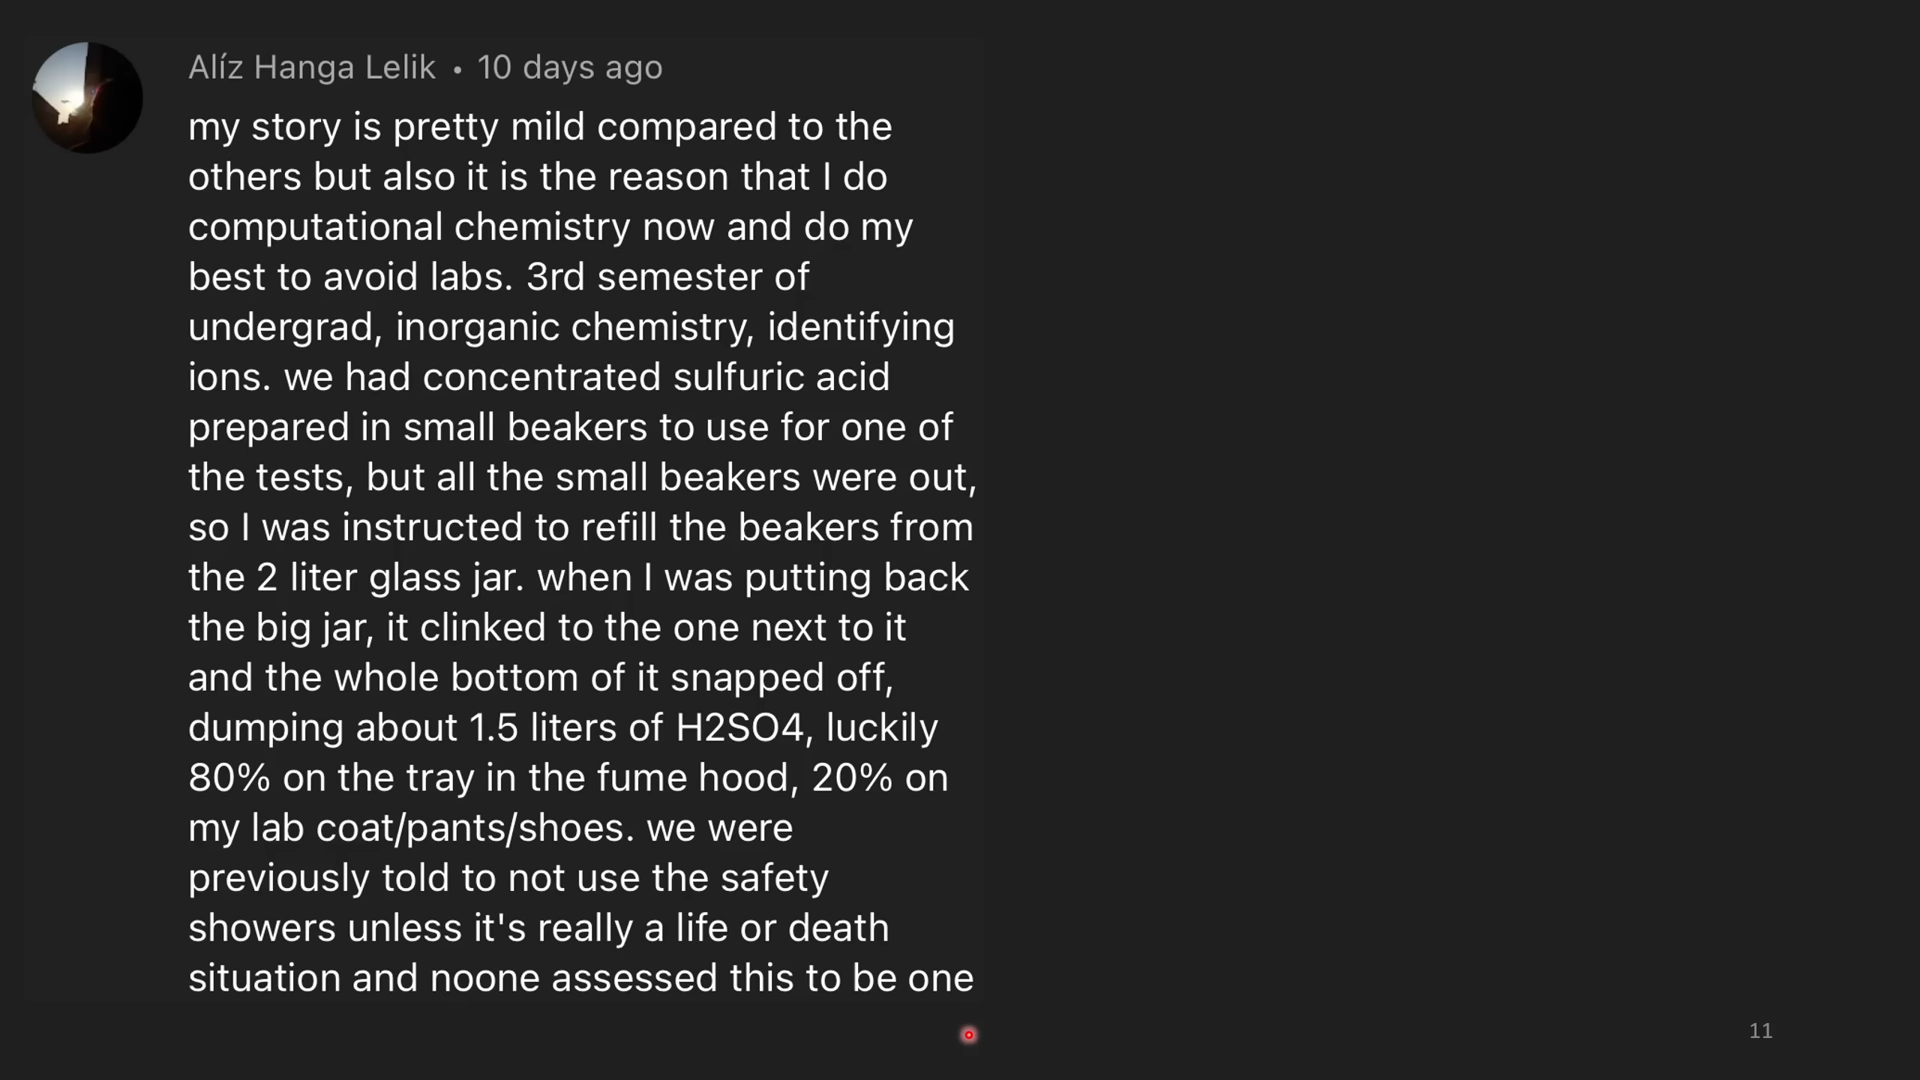 Alíz Hanga Lelik • 10 days ago
my story is pretty mild compared to the
others but also it is the reason that I do
computational chemistry now and do my
best to avoid labs. 3rd semester of
undergrad, inorganic chemistry, identifying
ions. we had concentrated sulfuric acid
prepared in small beakers to use for one of
the tests, but all the small beakers were out,
so I was instructed to refill the beakers from
the 2 liter glass jar. when I was putting back
the big jar, it clinked to the one next to it
and the whole bottom of it snapped off,
dumping about 1.5 liters of H2SO4, luckily
80% on the tray in the fume hood, 20% on
my lab coat/pants/shoes. we were
previously told to not use the safety
showers unless it's really a life or death
situation and noone assessed this to be one
11